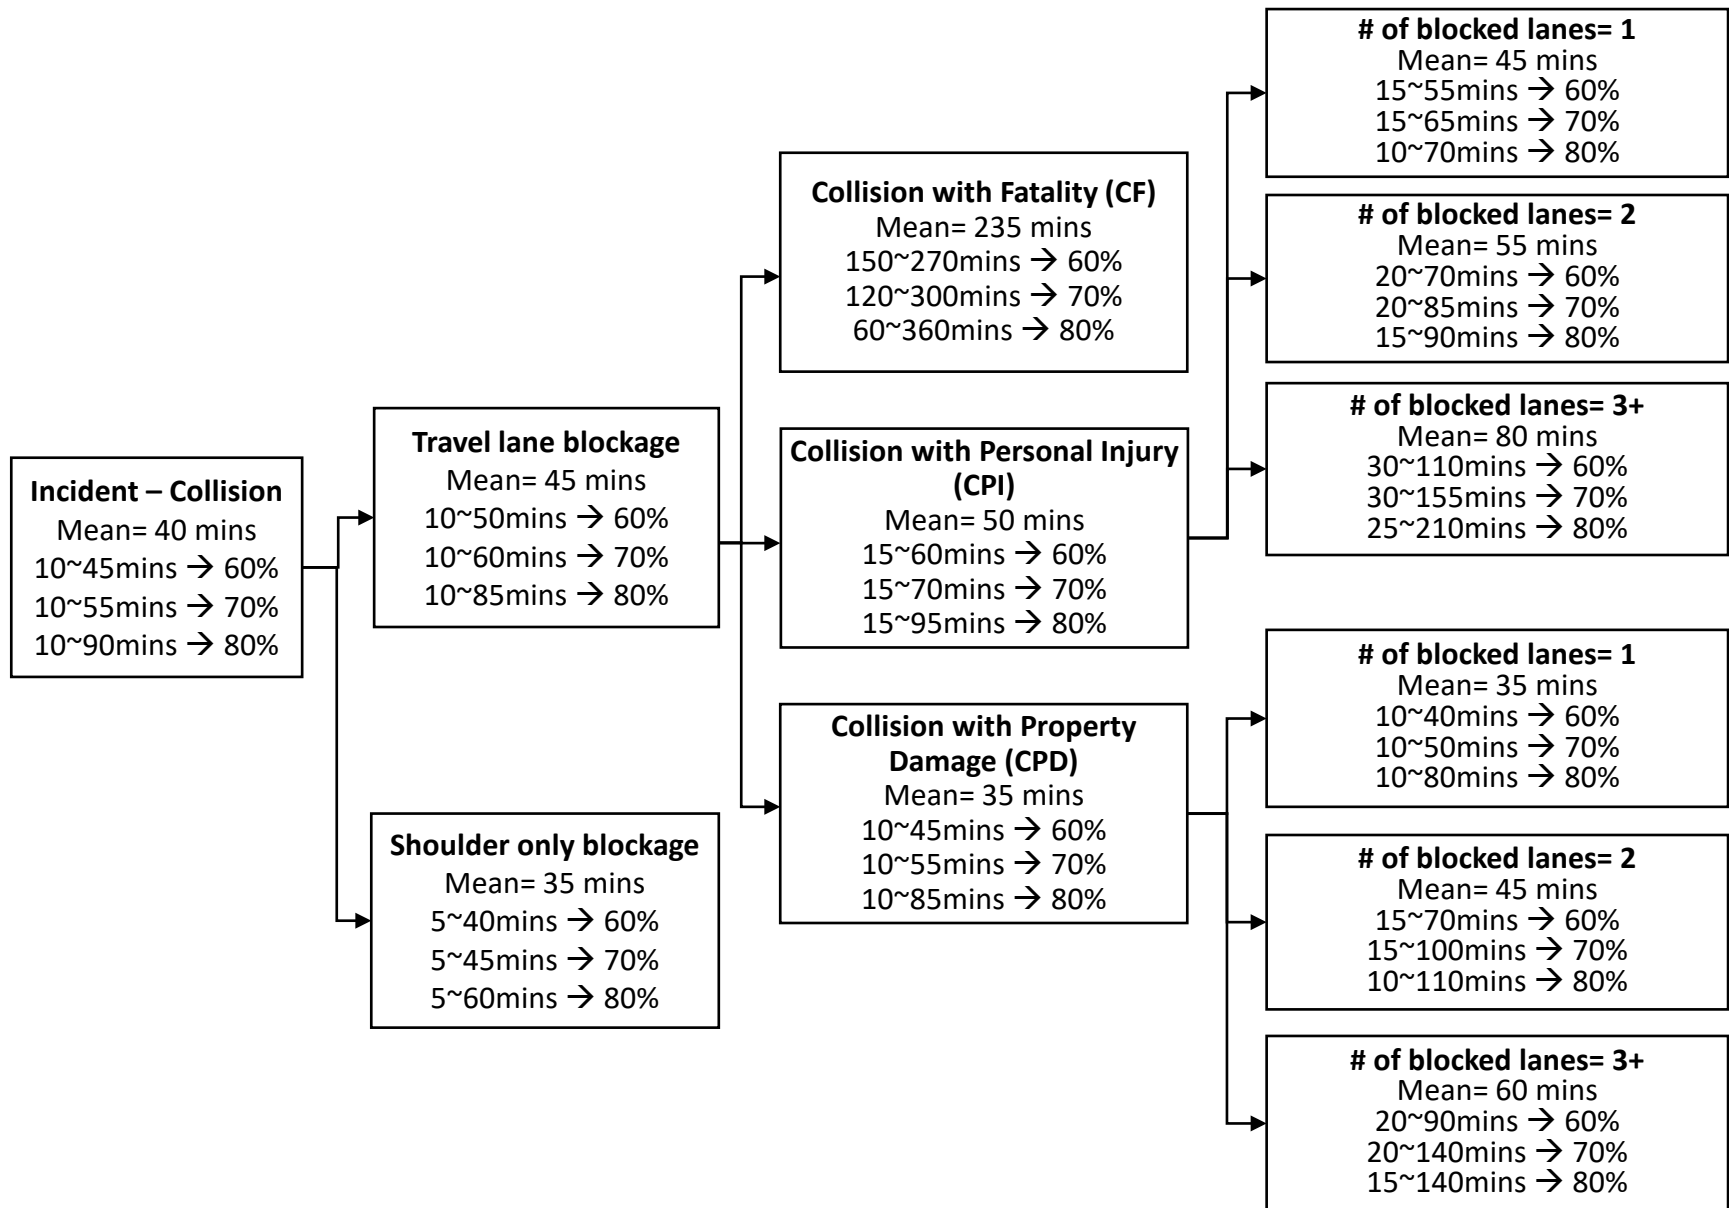 Incident – Collision
Mean= 40 mins
10~45mins → 60%
10~55mins → 70%
10~90mins → 80%
Travel lane blockage
Mean= 45 mins
10~50mins → 60%
10~60mins → 70%
10~85mins → 80%
Shoulder only blockage
Mean= 35 mins
5~40mins → 60%
5~45mins → 70%
5~60mins → 80%
Collision with Fatality (CF)
Mean= 235 mins
150~270mins → 60%
120~300mins → 70%
60~360mins → 80%
Collision with Personal Injury
(CPI)
Mean= 50 mins
15~60mins → 60%
15~70mins → 70%
15~95mins → 80%
Collision with Property
Damage (CPD)
Mean= 35 mins
10~45mins → 60%
10~55mins → 70%
10~85mins → 80%
# of blocked lanes= 1
Mean= 45 mins
15~55mins → 60%
15~65mins → 70%
10~70mins → 80%
# of blocked lanes= 2
Mean= 55 mins
20~70mins → 60%
20~85mins → 70%
15~90mins → 80%
# of blocked lanes= 3+
Mean= 80 mins
30~110mins → 60%
30~155mins → 70%
25~210mins → 80%
# of blocked lanes= 1
Mean= 35 mins
10~40mins → 60%
10~50mins → 70%
10~80mins → 80%
# of blocked lanes= 2
Mean= 45 mins
15~70mins → 60%
15~100mins → 70%
10~110mins → 80%
# of blocked lanes= 3+
Mean= 60 mins
20~90mins → 60%
20~140mins → 70%
15~140mins → 80%